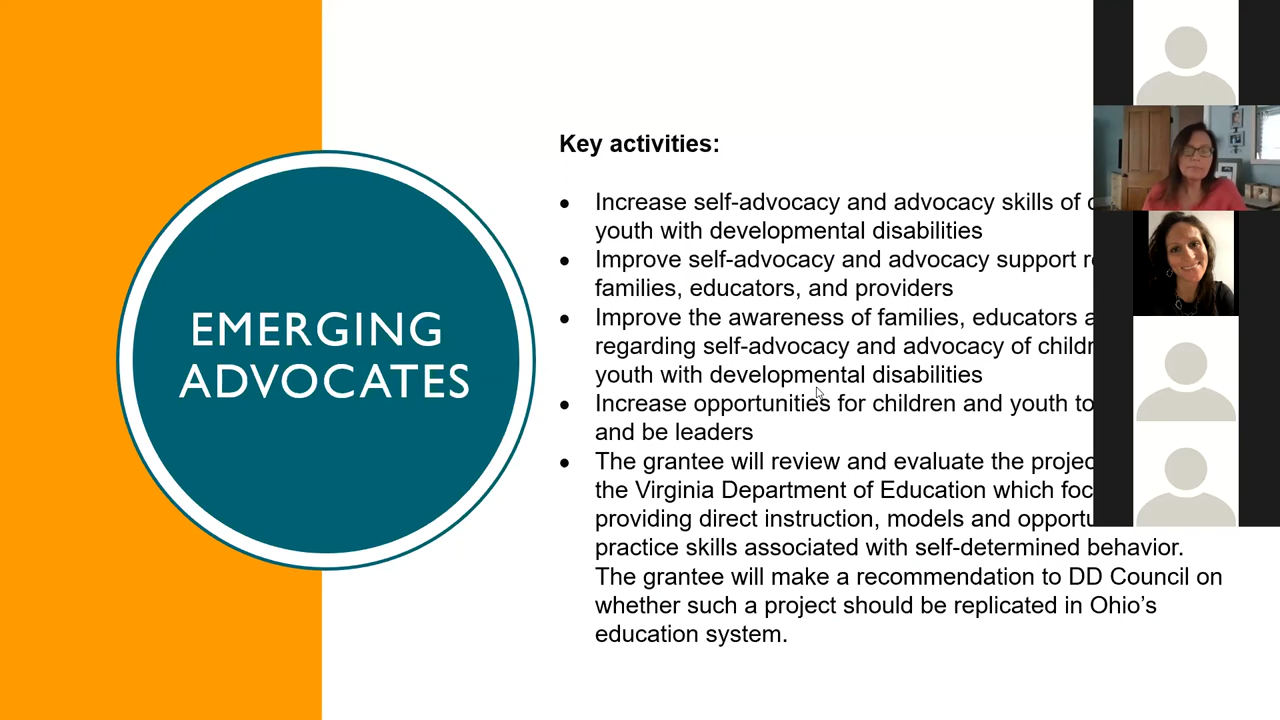 EMERGING
ADVOCATES
Key activities:
• Increase self-advocacy and advocacy skills of
youth with developmental disabilities
• Improve self-advocacy and advocacy support
families, educators, and providers
• Improve the awareness of families, educators
regarding self-advocacy and advocacy of
youth with developmental disabilities
• Increase opportunities for children and youth to
and be leaders
• The grantee will review and evaluate the
the Virginia Department of Education which
providing direct instruction, models and
practice skills associated with self-determined behavior.
The grantee will make a recommendation to DD Council on
whether such a project should be replicated in Ohio's
education system.